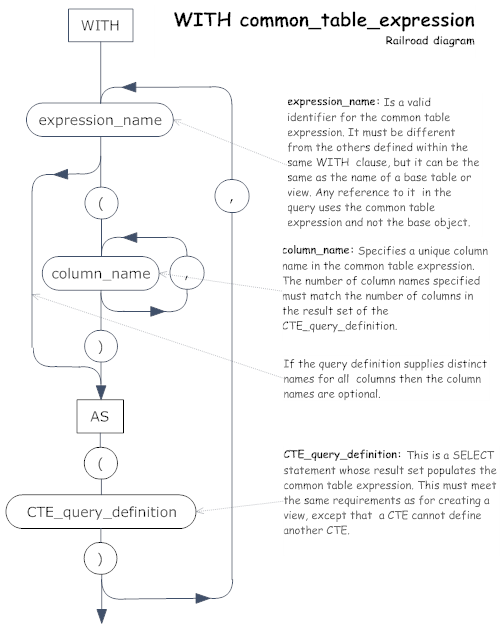 WITH common_table_expression
Railroad diagram
WITH
expression_name
(
column_name
,
)
,
AS
(
CTE_query_definition
)
expression_name: Is a valid
identifier for the common table
expression. It must be different
from the others defined within the
same WITH clause, but it can be the
same as the name of a base table or
view. Any reference to it in the
query uses the common table
expression and not the base object.
column_name: Specifies a unique column
name in the common table expression.
The number of column names specified
must match the number of columns in
the result set of the
CTE_query_definition.
If the query definition supplies distinct
names for all columns then the column
names are optional.
CTE_query_definition: This is a SELECT
statement whose result set populates the
common table expression. This must meet
the same requirements as for creating a
view, except that a CTE cannot define
another CTE.